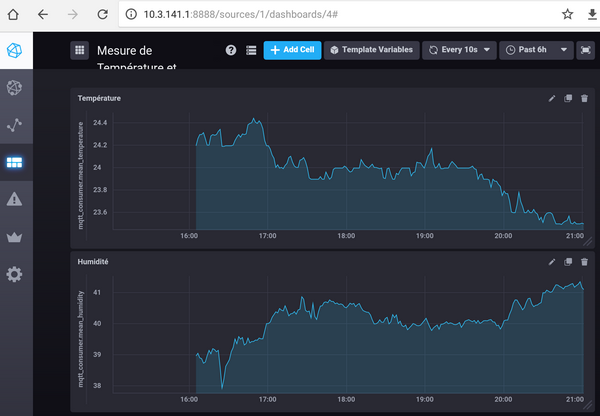 10.3.141.1:8888/sources/1/dashboards/4#
Mesure de
Température et
Add Cell
Template Variables
Every 10s
Past 6h
Température
mqtt_consumer.mean_temperature
24.4
24.2
24
23.8
23.6
16:00
17:00
18:00
19:00
20:00
21:00
Humidité
mqtt_consumer.mean_humidity
41
40
39
38
16:00
17:00
18:00
19:00
20:00
21:00